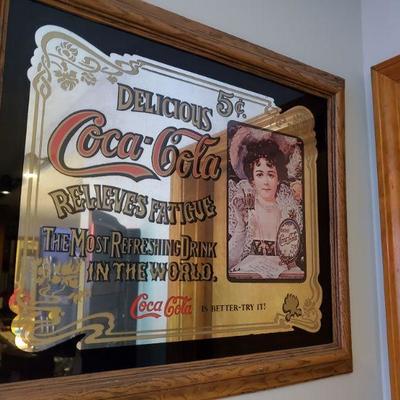 DELICIOUS 5¢
Coca-Cola
RELIEVES FATIGUE
THE MOST REFRESHING DRINK
IN THE WORLD.
Coca Cola IS BETTER-TRY IT!